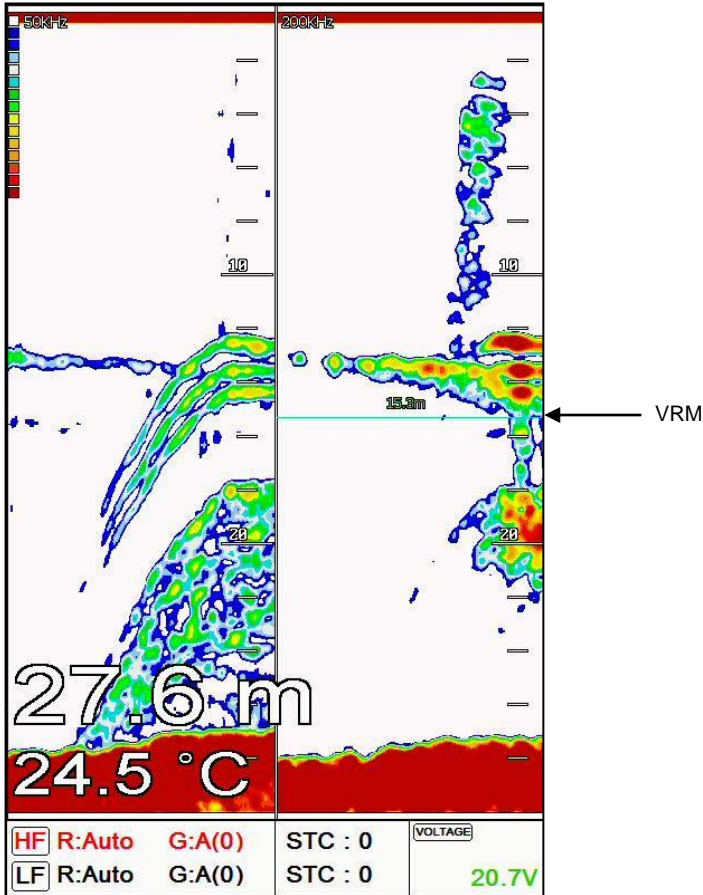 50KHz 200KHz
10 10
15.3m
VRM
20 20
27.6 m
24.5 °C
HF R:Auto G:A(0) STC : 0 VOLTAGE
LF R:Auto G:A(0) STC : 0 20.7V